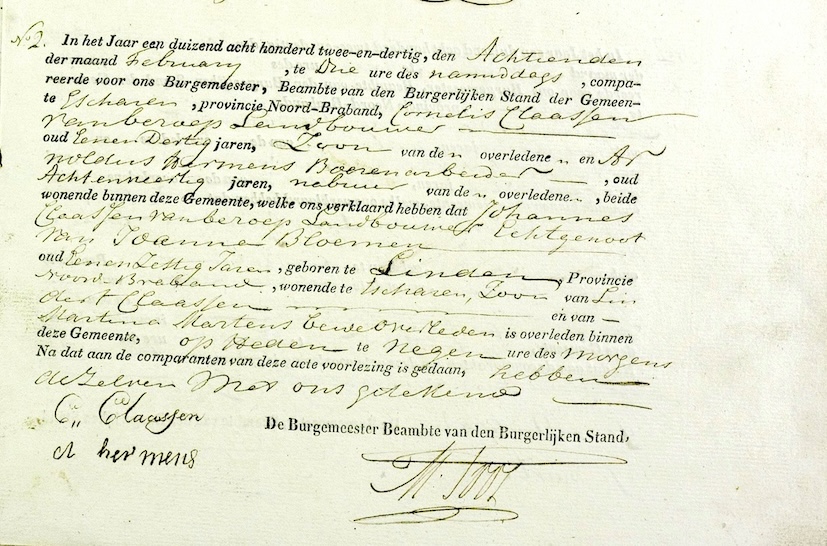 No 2. In het Jaar een duizend acht honderd twee-en-dertig, den Achtienden
der maand February, te Drie ure des namiddags, compa-
reerde voor ons Burgemeester, Beambte van den Burgerlijken Stand der Gemeen-
te Escharen, provincie Noord-Braband, Cornelis Claassen
van beroep Landbouwer
oud Eenen Dertig jaren, Zoon van de n overledene n en Ar
noldus Hermens Boerenarbeider, oud
Achtenveertig jaren, nabuur van de n overledene, beide
wonende binnen deze Gemeente, welke ons verklaard hebben dat Johannes
Claassen van beroep Landbouwer Echtgenoot
van Joanna Bloemen
oud Eenen Zestig Jaren, geboren te Linden, Provincie
Noord-Braband, wonende te Escharen, Zoon van Lin
dert Claassen en van
Martina Martens bewe Overleden is overleden binnen
deze Gemeente, op Heden te Negen ure des morgens
Na dat aan de comparanten van deze acte voorlezing is gedaan, hebben
dezelven Met ons getekend
C. Claassen
A hermens
De Burgemeester Beambte van den Burgerlijken Stand,